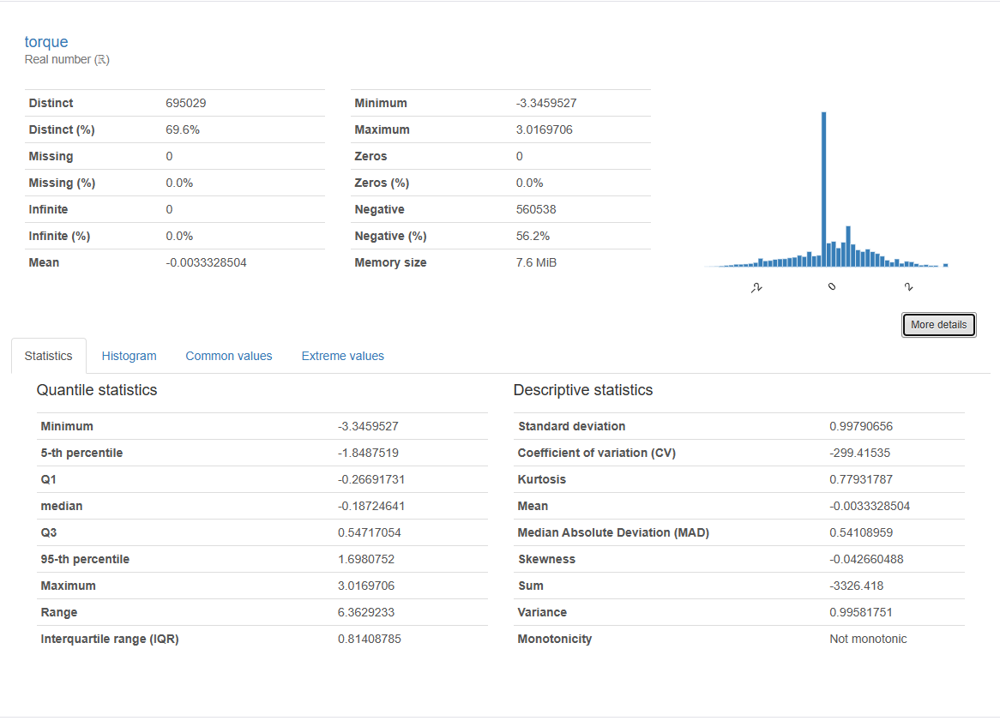 torque
Real number (ℝ)
Distinct 695029
Distinct (%) 69.6%
Missing 0
Missing (%) 0.0%
Infinite 0
Infinite (%) 0.0%
Mean -0.0033328504
Minimum -3.3459527
Maximum 3.0169706
Zeros 0
Zeros (%) 0.0%
Negative 560538
Negative (%) 56.2%
Memory size 7.6 MiB
-2 0 2
More details
Statistics Histogram Common values Extreme values
Quantile statistics
Minimum -3.3459527
5-th percentile -1.8487519
Q1 -0.26691731
median -0.18724641
Q3 0.54717054
95-th percentile 1.6980752
Maximum 3.0169706
Range 6.3629233
Interquartile range (IQR) 0.81408785
Descriptive statistics
Standard deviation 0.99790656
Coefficient of variation (CV) -299.41535
Kurtosis 0.77931787
Mean -0.0033328504
Median Absolute Deviation (MAD) 0.54108959
Skewness -0.042660488
Sum -3326.418
Variance 0.99581751
Monotonicity Not monotonic